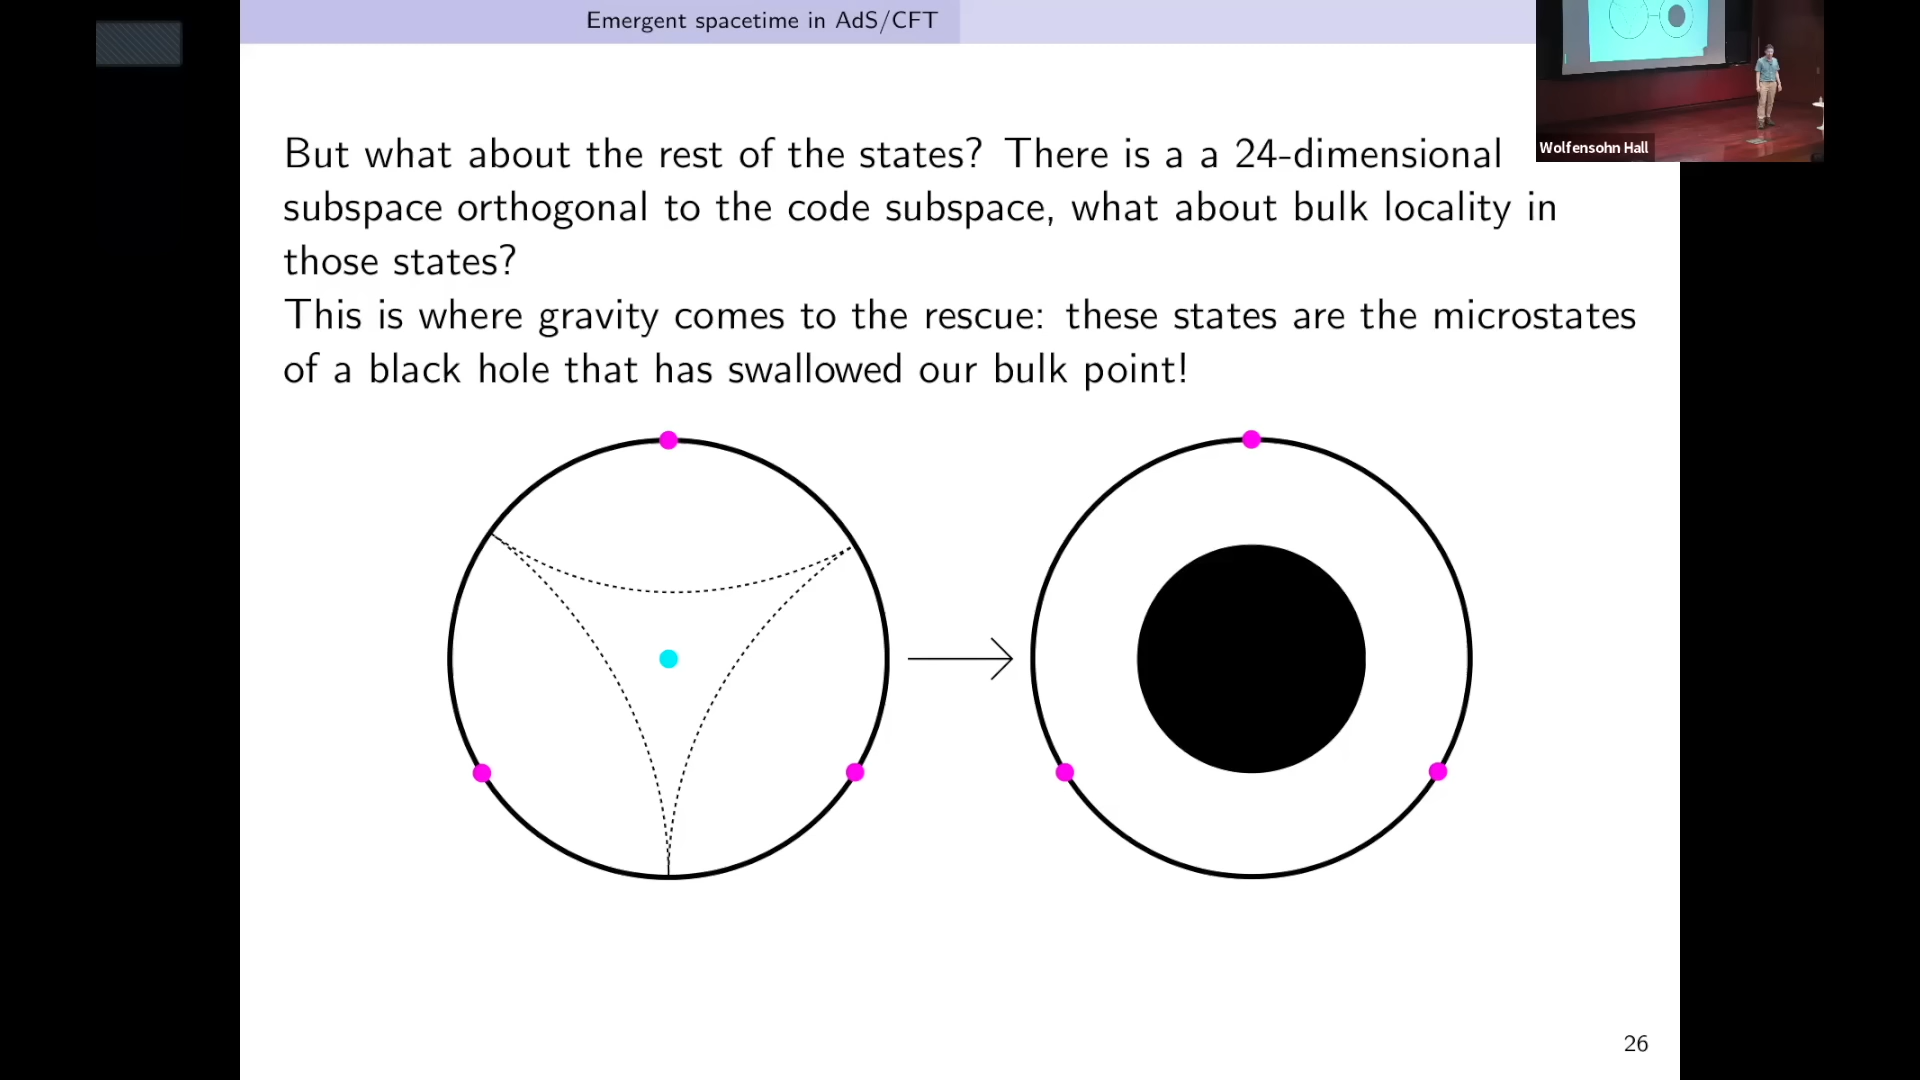 Emergent spacetime in AdS/CFT
But what about the rest of the states? There is a a 24-dimensional
subspace orthogonal to the code subspace, what about bulk locality in
those states?
This is where gravity comes to the rescue: these states are the microstates
of a black hole that has swallowed our bulk point!
Wolfensohn Hall
26